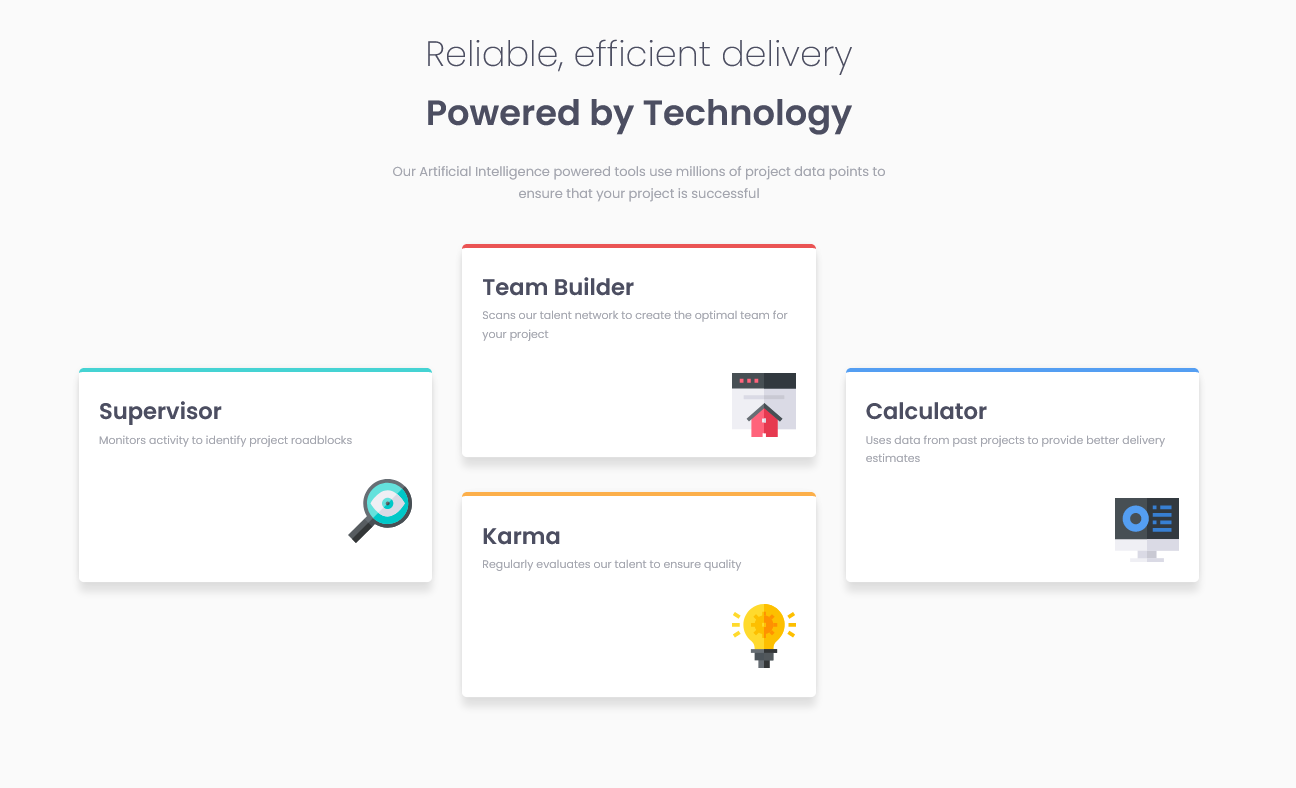 Reliable, efficient delivery
Powered by Technology
Our Artificial Intelligence powered tools use millions of project data points to
ensure that your project is successful
Supervisor
Monitors activity to identify project roadblocks
Team Builder
Scans our talent network to create the optimal team for
your project
Karma
Regularly evaluates our talent to ensure quality
Calculator
Uses data from past projects to provide better delivery
estimates